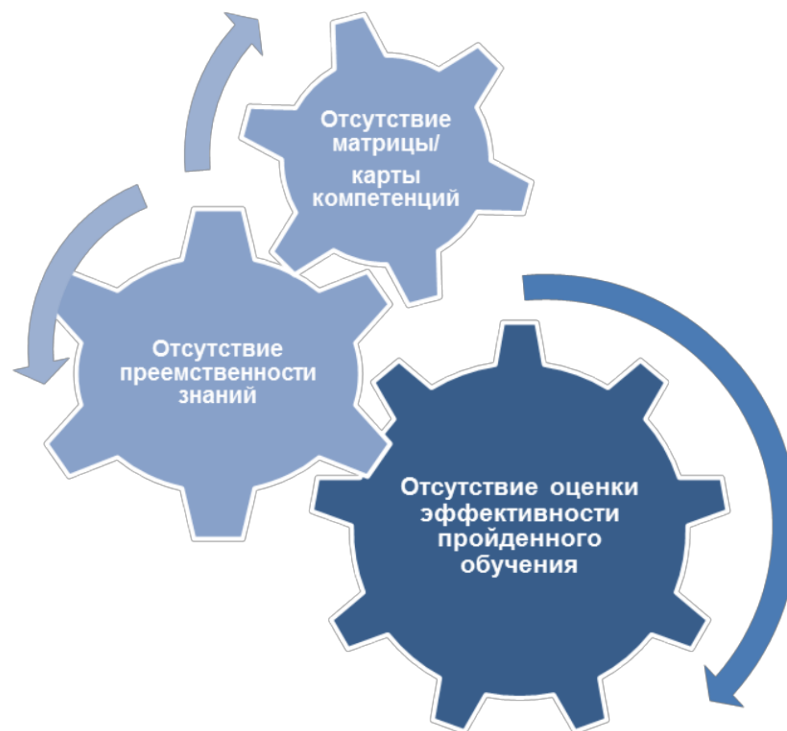 Отсутствие
матрицы/
карты
компетенций
Отсутствие
преемственности
знаний
Отсутствие оценки
эффективности
пройденного
обучения